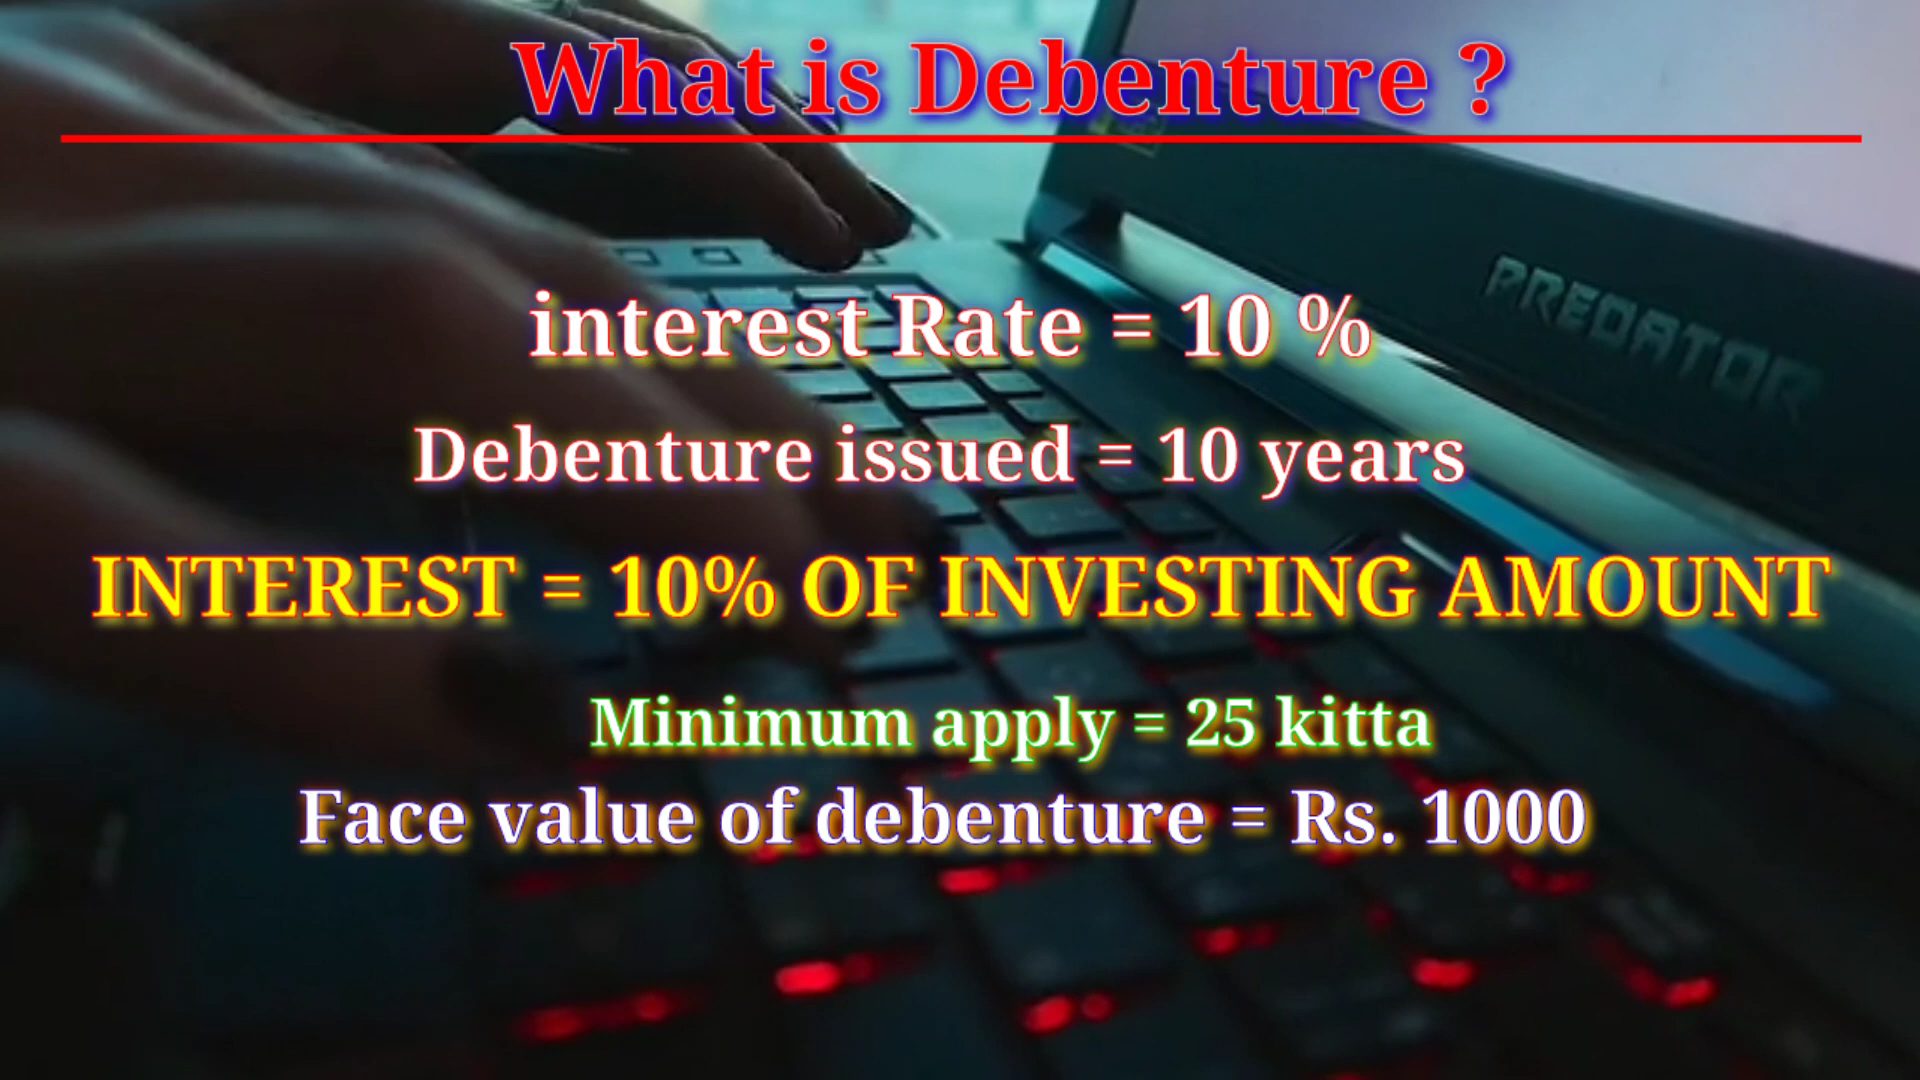 What is Debenture ?
PREDATOR
interest Rate = 10 %
Debenture issued = 10 years
INTEREST = 10% OF INVESTING AMOUNT
Minimum apply = 25 kitta
Face value of debenture = Rs. 1000